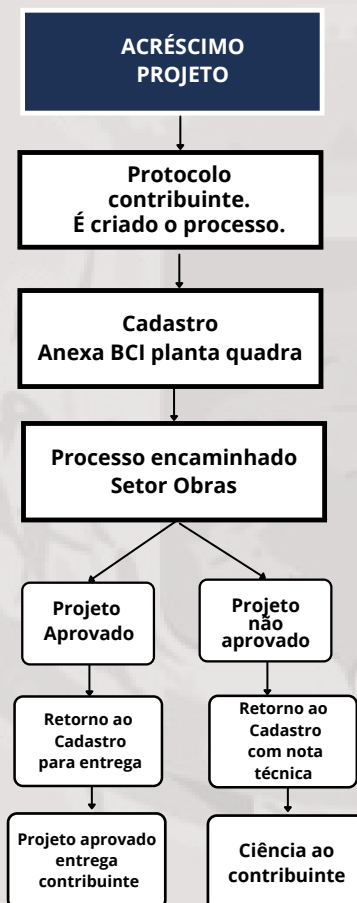 ACRÉSCIMO
PROJETO
Protocolo
contribuinte.
É criado o processo.
Cadastro
Anexa BCI planta quadra
Processo encaminhado
Setor Obras
Projeto
Aprovado
Projeto
não
aprovado
Retorno ao
Cadastro
para entrega
Retorno ao
Cadastro
com nota
técnica
Projeto aprovado
entrega
contribuinte
Ciência ao
contribuinte